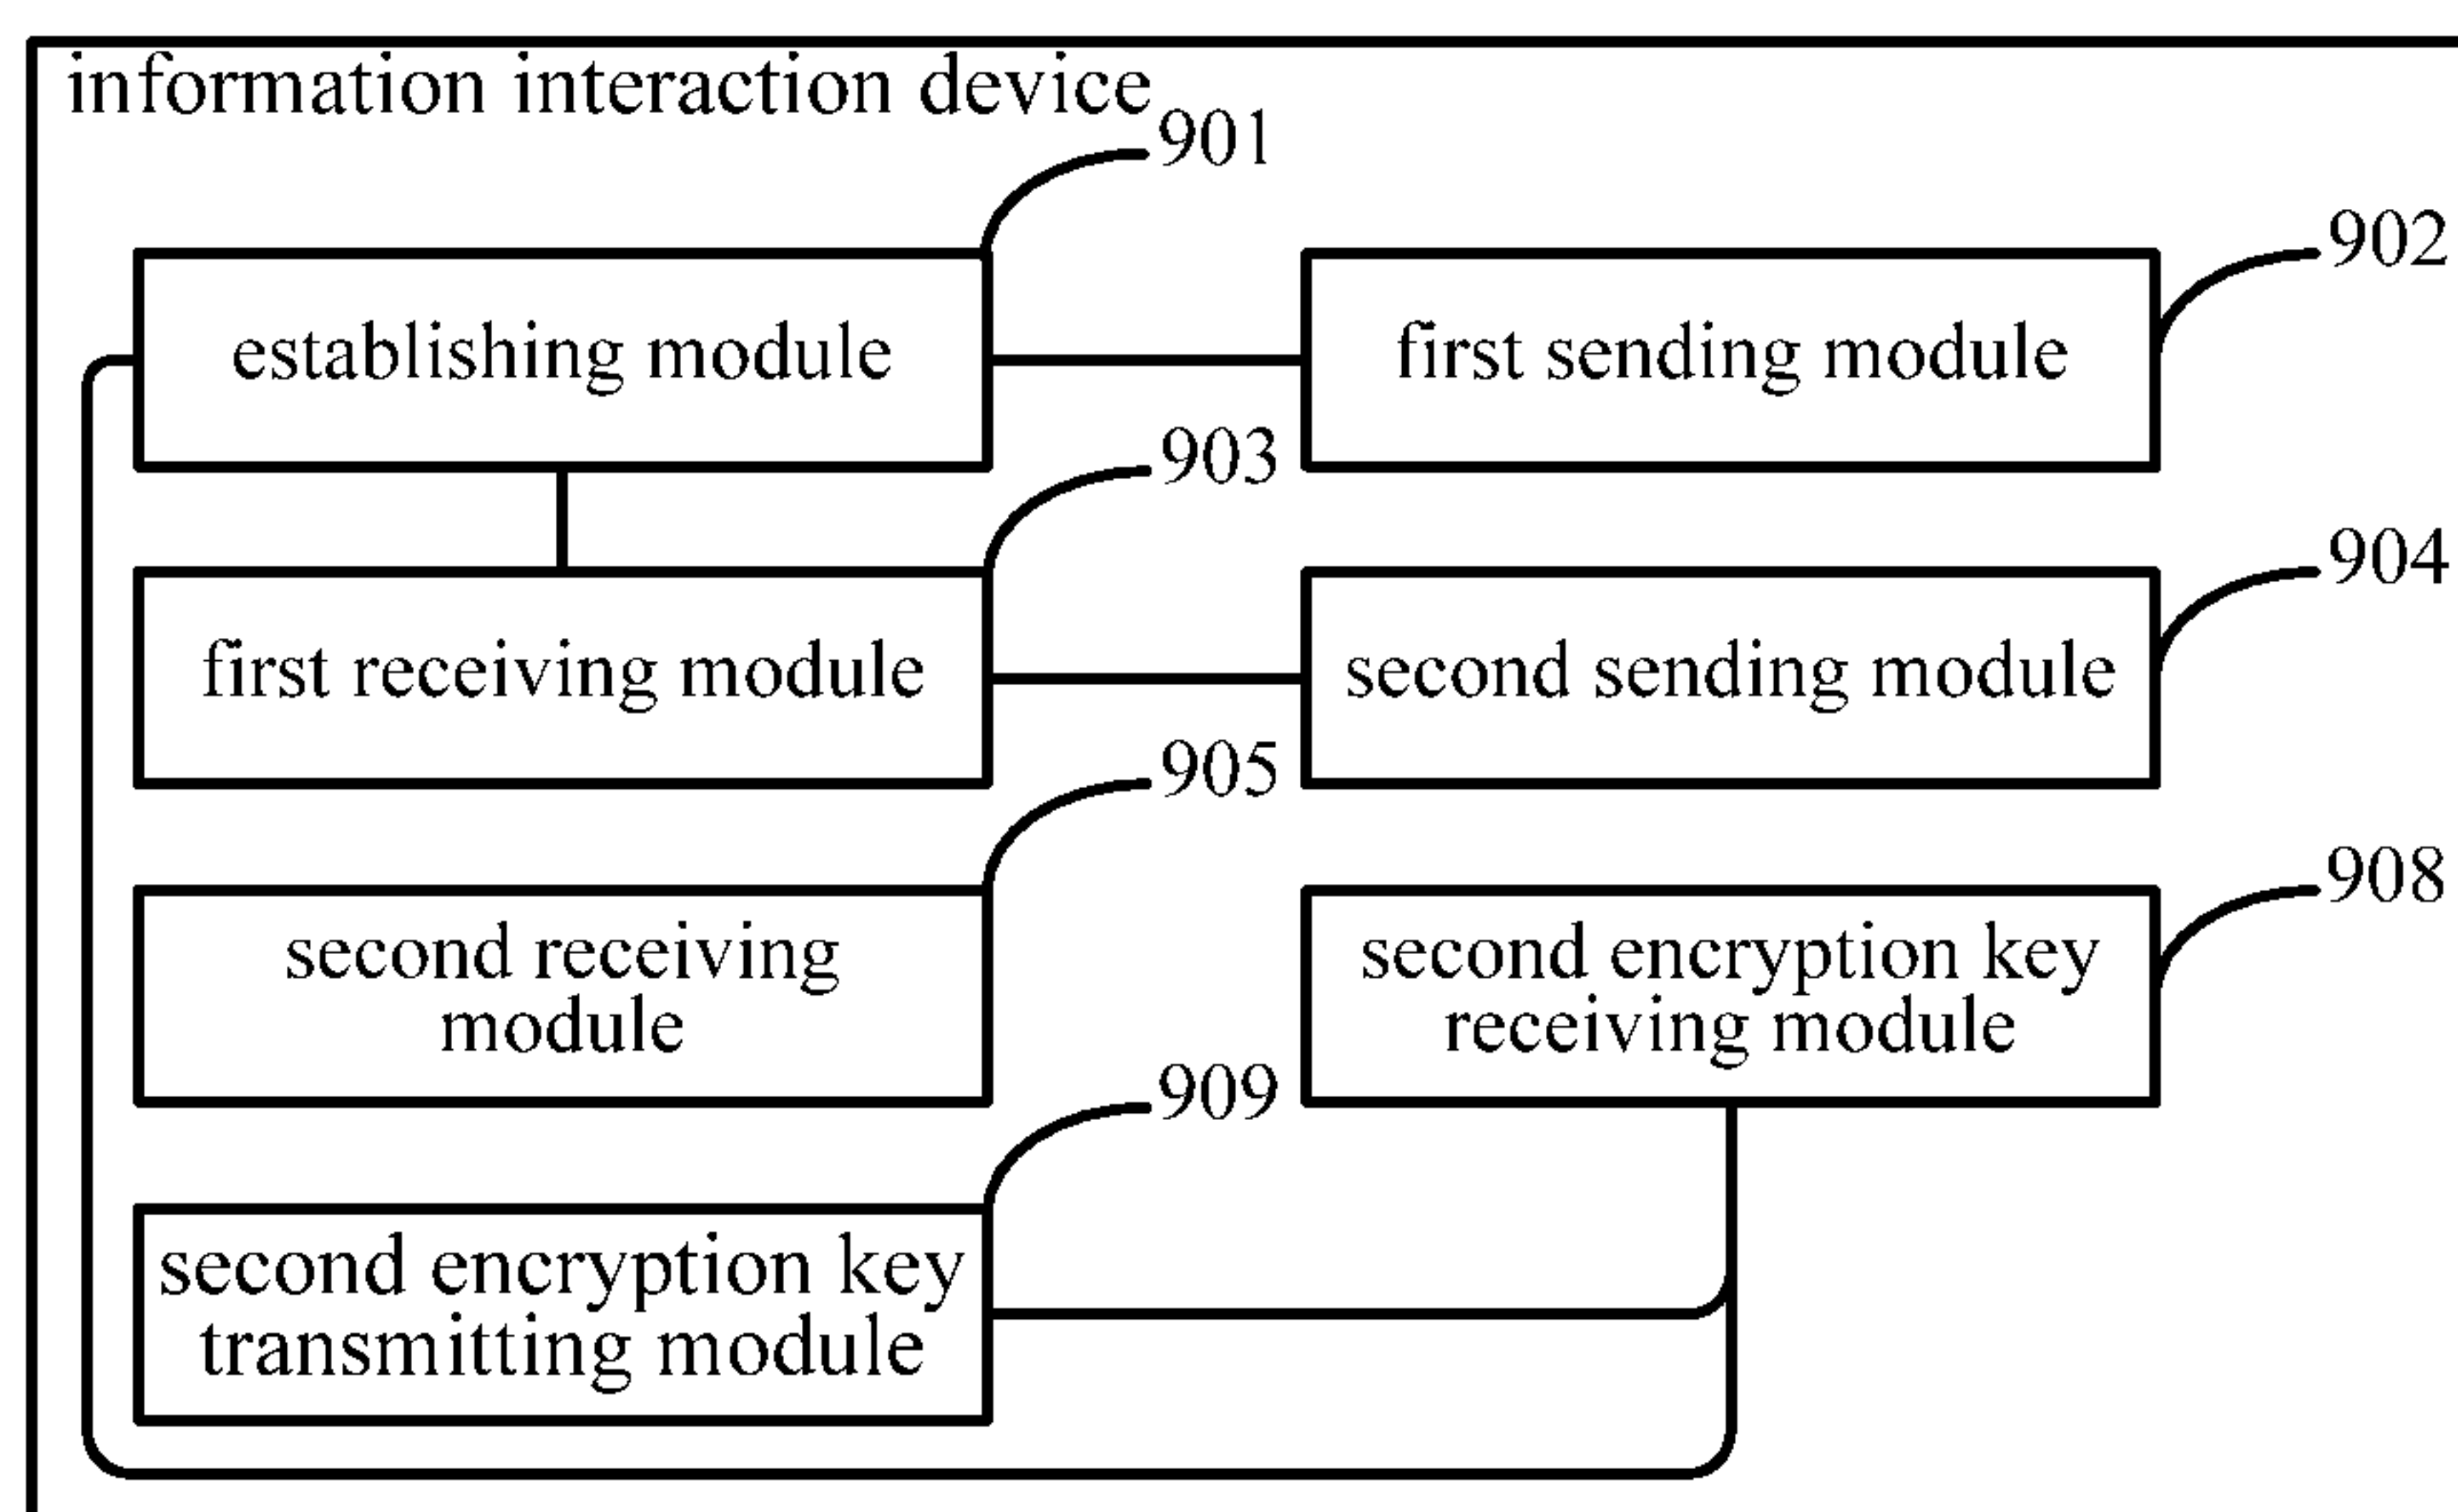 information interaction device
901
902
establishing module
first sending module
903
904
first receiving module
second sending module
905
908
second receiving
module
second encryption key
receiving module
909
second encryption key
transmitting module